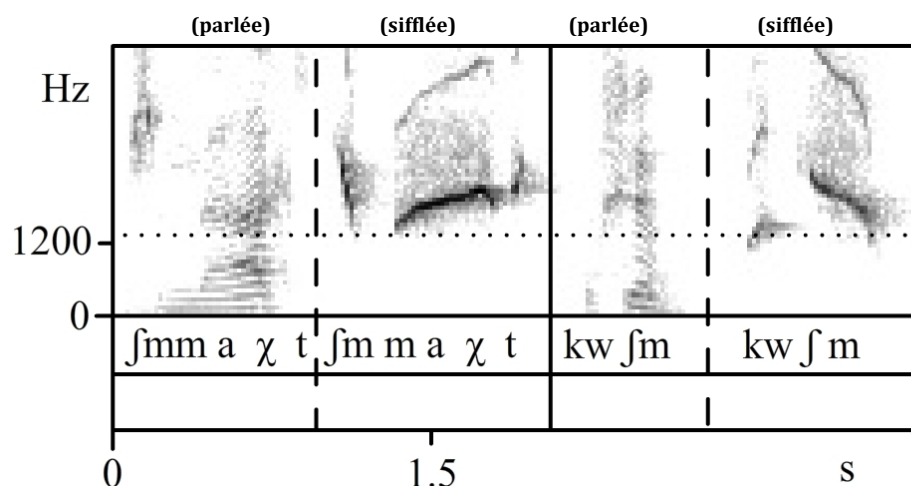 (parlée) (sifflée) (parlée) (sifflée)
Hz
1200
0
ʃmm a χ t ʃm m a χ t kw ʃm kw ʃ m
0 1.5 s